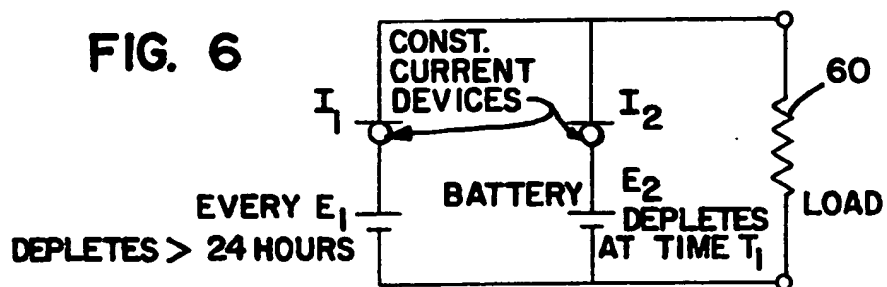 FIG. 6
CONST.
CURRENT
DEVICES
60
I1
I2
EVERY E1
DEPLETES > 24 HOURS
BATTERY
E2
DEPLETES
AT TIME T1
LOAD